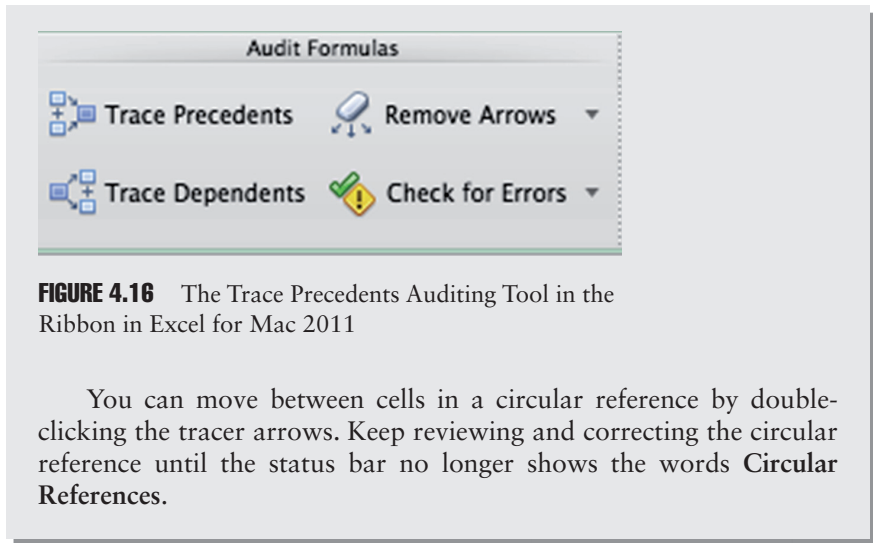 Audit Formulas
Trace Precedents
Remove Arrows
Trace Dependents
Check for Errors
FIGURE 4.16 The Trace Precedents Auditing Tool in the
Ribbon in Excel for Mac 2011
You can move between cells in a circular reference by double-
clicking the tracer arrows. Keep reviewing and correcting the circular
reference until the status bar no longer shows the words Circular
References.